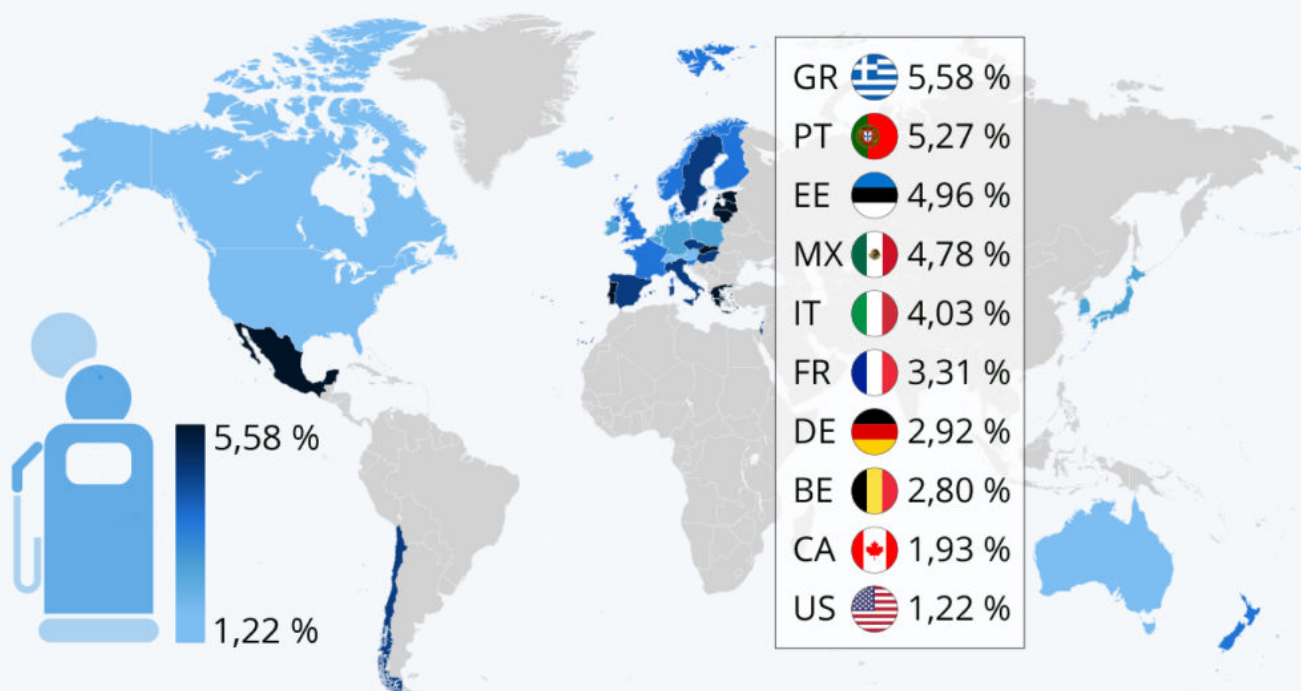 GR 5,58 %
PT 5,27 %
EE 4,96 %
MX 4,78 %
IT 4,03 %
FR 3,31 %
DE 2,92 %
BE 2,80 %
CA 1,93 %
US 1,22 %
5,58 %
1,22 %